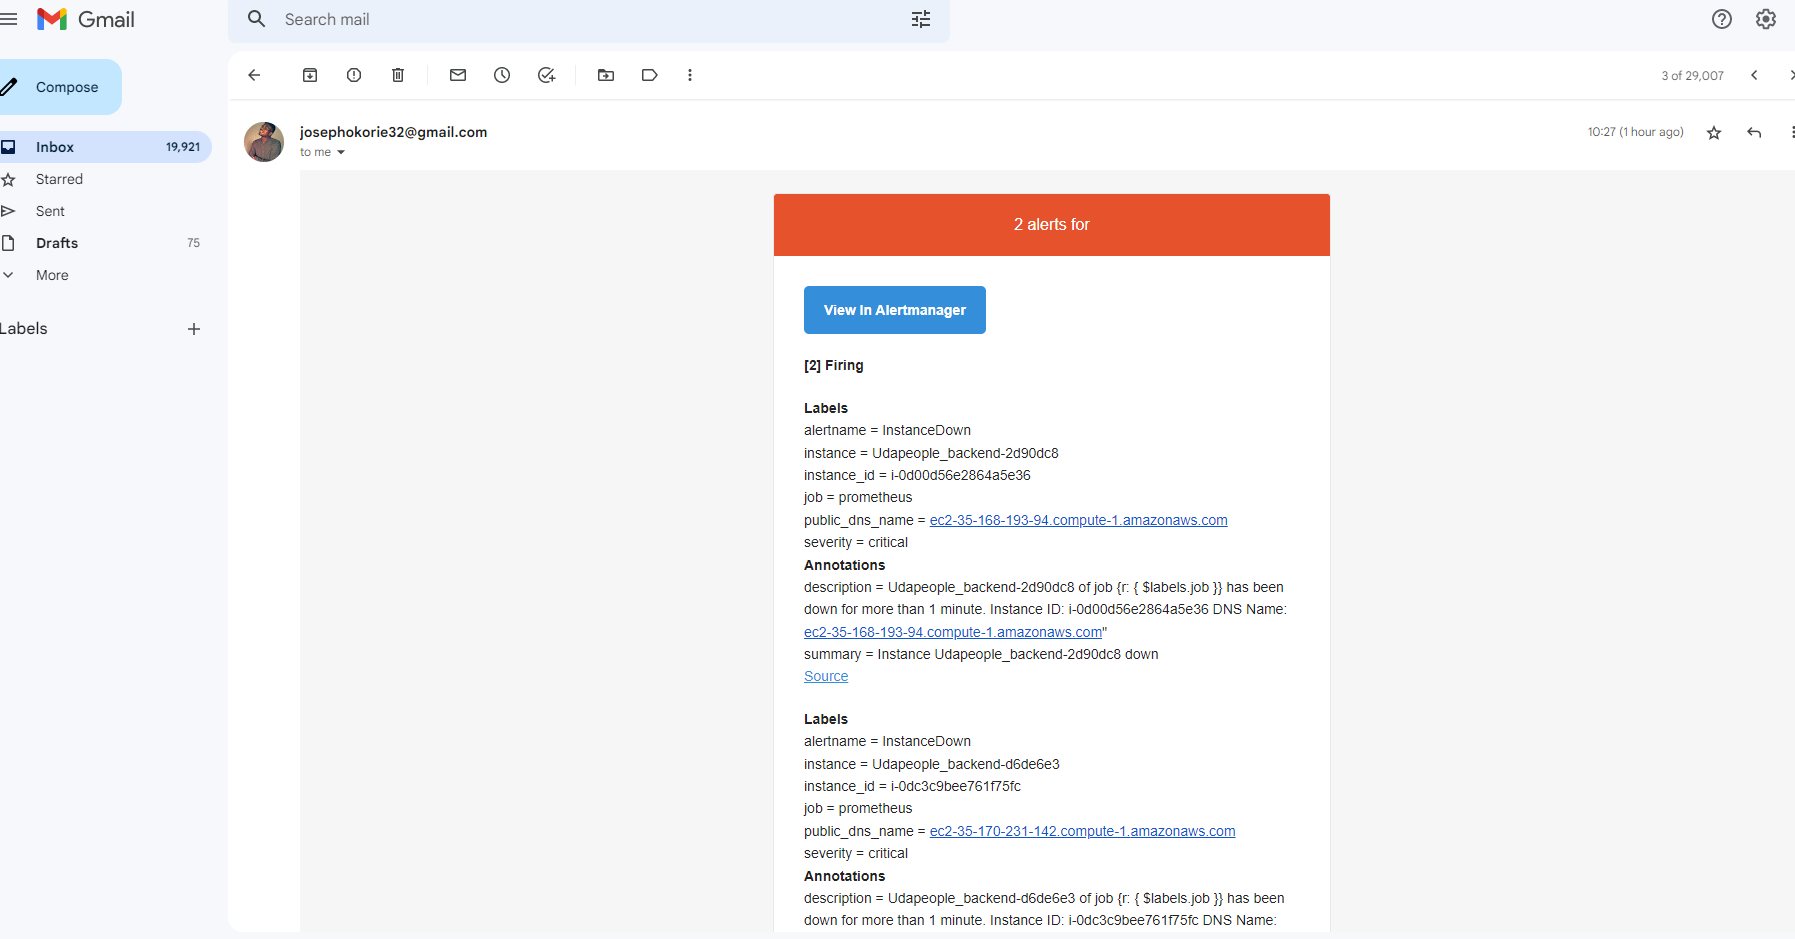 Gmail
Search mail
Compose
3 of 29,007
Inbox 19,921
Starred
Sent
Drafts 75
More
Labels
josephokorie32@gmail.com
10:27 (1 hour ago)
to me
2 alerts for
View In Alertmanager
[2] Firing
Labels
alertname = InstanceDown
instance = Udapeople_backend-2d90dc8
instance_id = i-0d00d56e2864a5e36
job = prometheus
public_dns_name = ec2-35-168-193-94.compute-1.amazonaws.com
severity = critical
Annotations
description = Udapeople_backend-2d90dc8 of job {r: { $labels.job }} has been
down for more than 1 minute. Instance ID: i-0d00d56e2864a5e36 DNS Name:
ec2-35-168-193-94.compute-1.amazonaws.com"
summary = Instance Udapeople_backend-2d90dc8 down
Source
Labels
alertname = InstanceDown
instance = Udapeople_backend-d6de6e3
instance_id = i-0dc3c9bee761f75fc
job = prometheus
public_dns_name = ec2-35-170-231-142.compute-1.amazonaws.com
severity = critical
Annotations
description = Udapeople_backend-d6de6e3 of job {r: { $labels.job }} has been
down for more than 1 minute. Instance ID: i-0dc3c9bee761f75fc DNS Name: